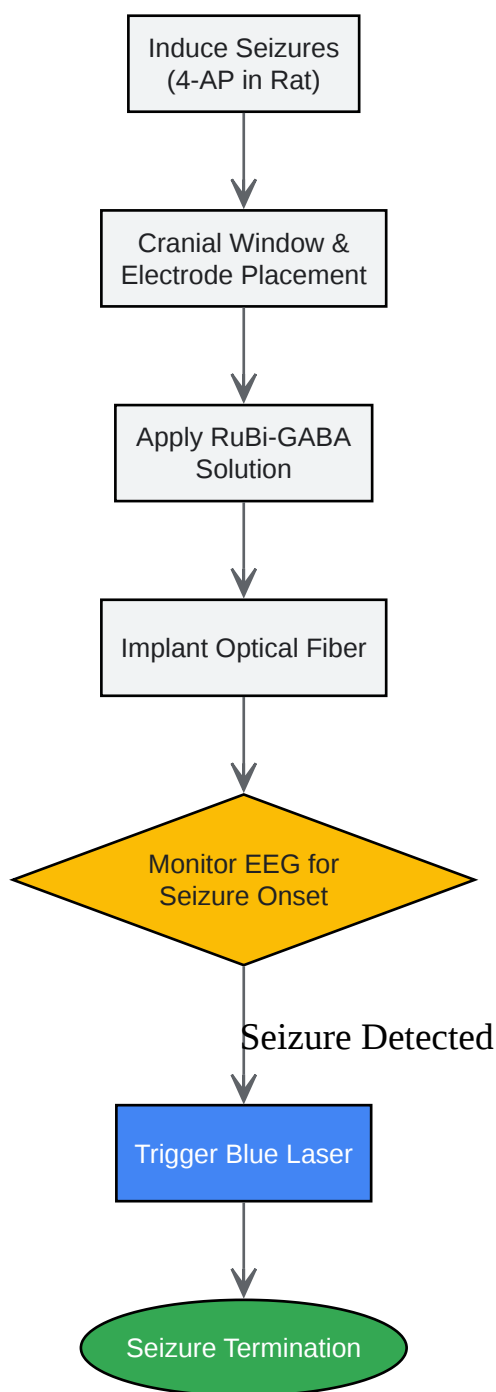 Induce Seizures
(4-AP in Rat)
Cranial Window &
Electrode Placement
Apply RuBi-GABA
Solution
Implant Optical Fiber
Monitor EEG for
Seizure Onset
Seizure Detected
Trigger Blue Laser
Seizure Termination